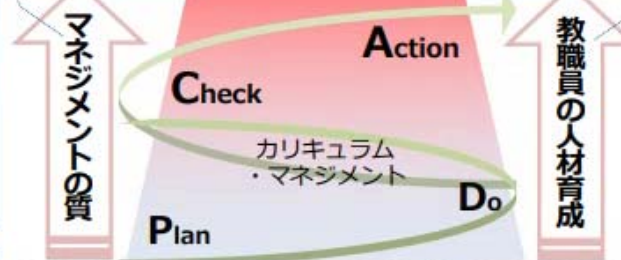 マネジメントの質
Action
教職員の人材育成
Check
カリキュラム
・マネジメント
Do
Plan